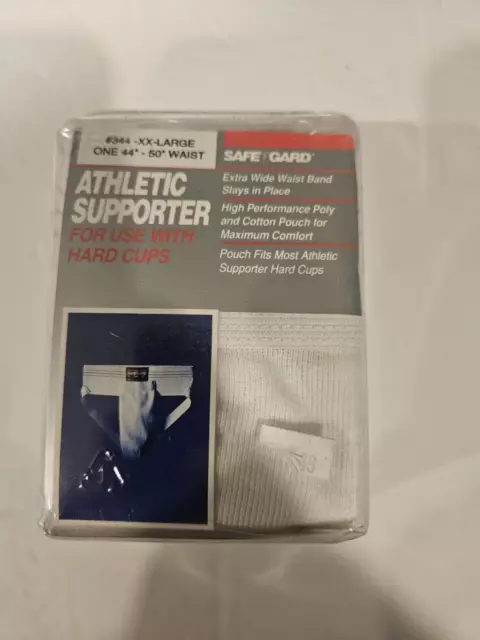 #344 -XX-LARGE
ONE 44" - 50" WAIST
SAFE T GARD
ATHLETIC
SUPPORTER
FOR USE WITH
HARD CUPS
Extra Wide Waist Band
Stays in Place
High Performance Poly
and Cotton Pouch for
Maximum Comfort
Pouch Fits Most Athletic
Supporter Hard Cups